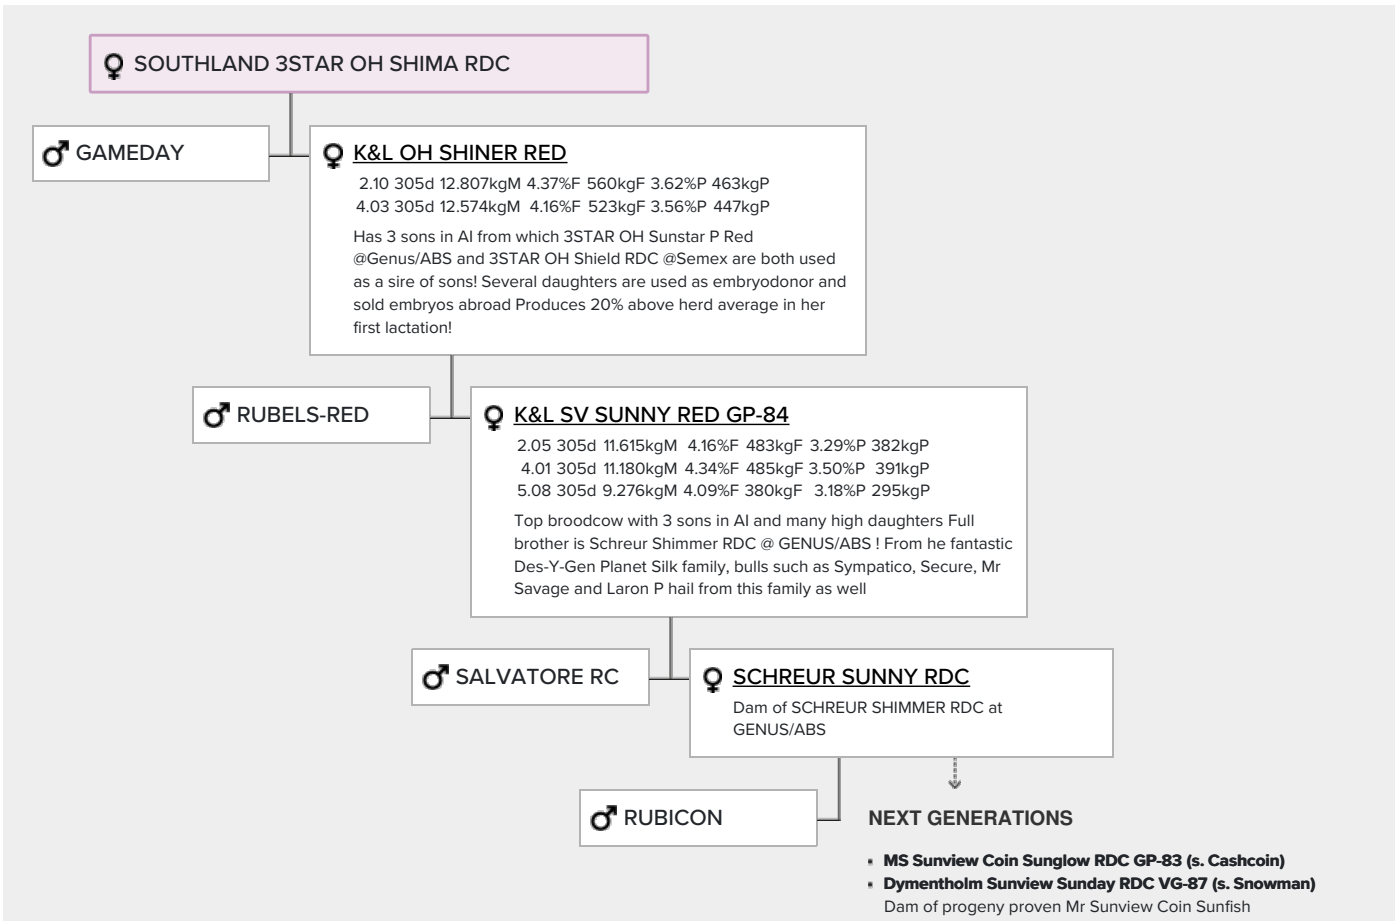 SOUTHLAND 3STAR OH SHIMA RDC
GAMEDAY
K&L OH SHINER RED
2.10 305d 12.807kgM 4.37%F 560kgF 3.62%P 463kgP
4.03 305d 12.574kgM 4.16%F 523kgF 3.56%P 447kgP
Has 3 sons in AI from which 3STAR OH Sunstar P Red
@Genus/ABS and 3STAR OH Shield RDC @Semex are both used
as a sire of sons! Several daughters are used as embryodonor and
sold embryos abroad Produces 20% above herd average in her
first lactation!
RUBELS-RED
K&L SV SUNNY RED GP-84
2.05 305d 11.615kgM 4.16%F 483kgF 3.29%P 382kgP
4.01 305d 11.180kgM 4.34%F 485kgF 3.50%P 391kgP
5.08 305d 9.276kgM 4.09%F 380kgF 3.18%P 295kgP
Top broodcow with 3 sons in AI and many high daughters Full
brother is Schreur Shimmer RDC @ GENUS/ABS ! From he fantastic
Des-Y-Gen Planet Silk family, bulls such as Sympatico, Secure, Mr
Savage and Laron P hail from this family as well
SALVATORE RC
SCHREUR SUNNY RDC
Dam of SCHREUR SHIMMER RDC at
GENUS/ABS
RUBICON
NEXT GENERATIONS
MS Sunview Coin Sunglow RDC GP-83 (s. Cashcoin)
Dymentholm Sunview Sunday RDC VG-87 (s. Snowman)
Dam of progeny proven Mr Sunview Coin Sunfish